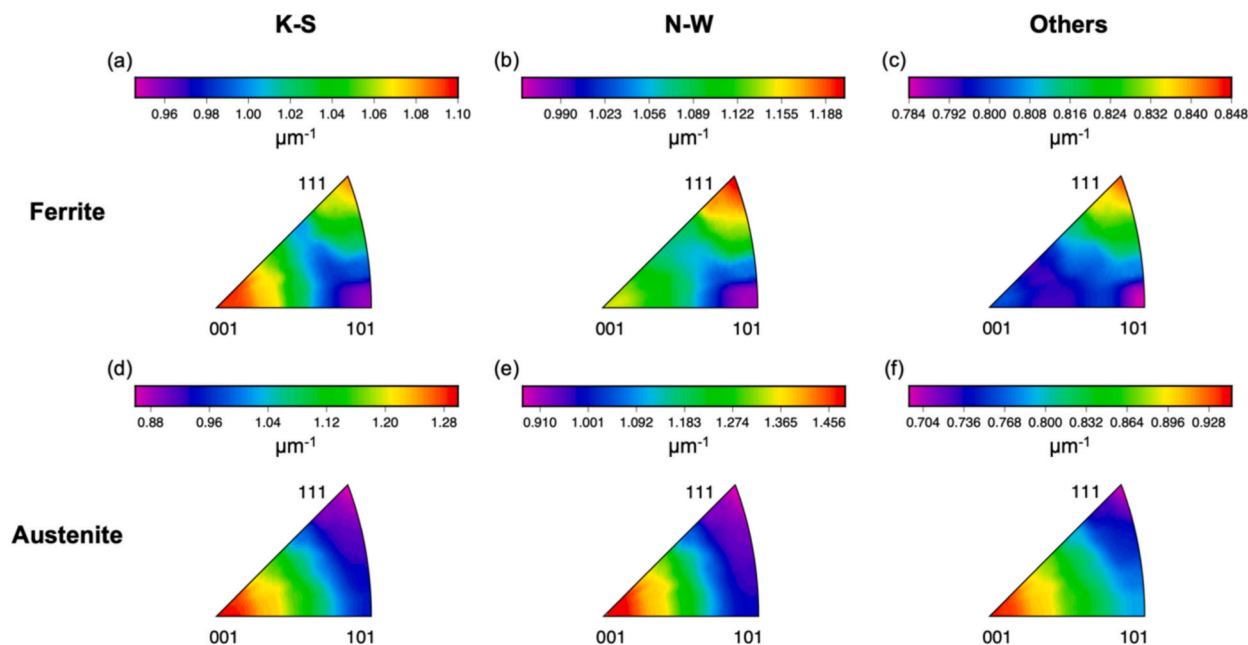 K-S N-W Others
(a) (b) (c)
0.96 0.98 1.00 1.02 1.04 1.06 1.08 1.10 0.990 1.023 1.056 1.089 1.122 1.155 1.188 0.784 0.792 0.800 0.808 0.816 0.824 0.832 0.840 0.848
µm⁻¹ µm⁻¹ µm⁻¹
111 111 111
Ferrite
001 101 001 101 001 101
(d) (e) (f)
0.88 0.96 1.04 1.12 1.20 1.28 0.910 1.001 1.092 1.183 1.274 1.365 1.456 0.704 0.736 0.768 0.800 0.832 0.864 0.896 0.928
µm⁻¹ µm⁻¹ µm⁻¹
111 111 111
Austenite
001 101 001 101 001 101